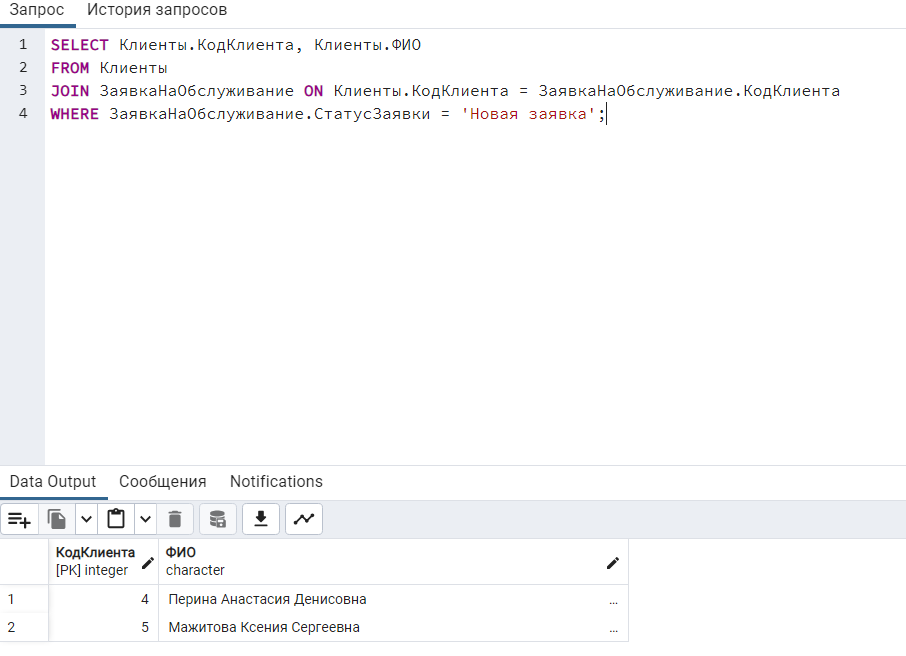 Запрос История запросов
1 SELECT Клиенты.КодКлиента, Клиенты.ФИО
2 FROM Клиенты
3 JOIN ЗаявкаНаОбслуживание ON Клиенты.КодКлиента = ЗаявкаНаОбслуживание.КодКлиента
4 WHERE ЗаявкаНаОбслуживание.СтатусЗаявки = 'Новая заявка';
Data Output Сообщения Notifications
КодКлиента ФИО
[PK] integer character
1 4 Перина Анастасия Денисовна ...
2 5 Мажитова Ксения Сергеевна ...